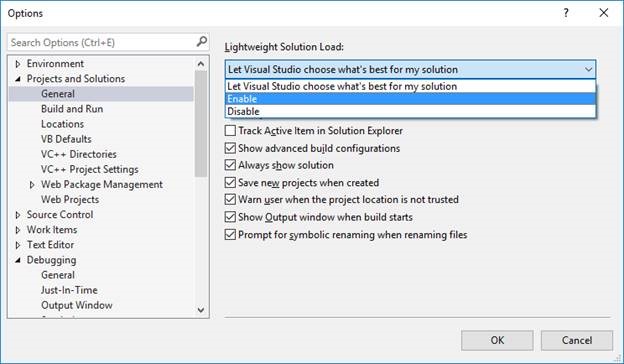 Options
Search Options (Ctrl+E)
Environment
Projects and Solutions
General
Build and Run
Locations
VB Defaults
VC++ Directories
VC++ Project Settings
Web Package Management
Web Projects
Source Control
Work Items
Text Editor
Debugging
General
Just-In-Time
Output Window
Lightweight Solution Load:
Let Visual Studio choose what's best for my solution
Let Visual Studio choose what's best for my solution
Enable
Disable
Track Active Item in Solution Explorer
Show advanced build configurations
Always show solution
Save new projects when created
Warn user when the project location is not trusted
Show Output window when build starts
Prompt for symbolic renaming when renaming files
OK
Cancel